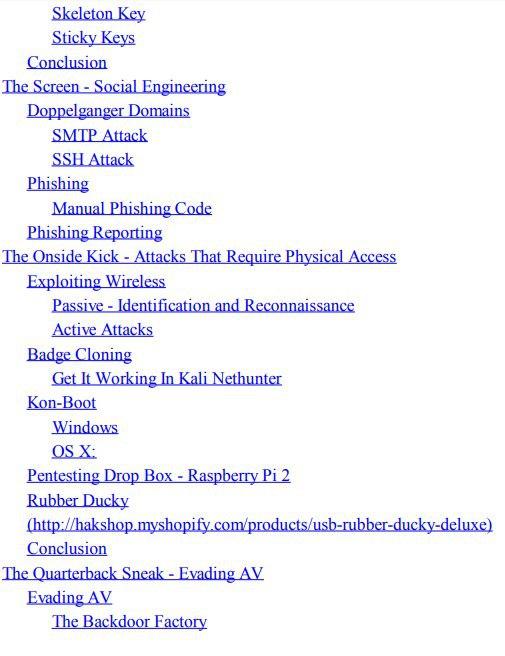 Skeleton Key
Sticky Keys
Conclusion
The Screen - Social Engineering
Doppelganger Domains
SMTP Attack
SSH Attack
Phishing
Manual Phishing Code
Phishing Reporting
The Onside Kick - Attacks That Require Physical Access
Exploiting Wireless
Passive - Identification and Reconnaissance
Active Attacks
Badge Cloning
Get It Working In Kali Nethunter
Kon-Boot
Windows
OS X:
Pentesting Drop Box - Raspberry Pi 2
Rubber Ducky
(http://hakshop.myshopify.com/products/usb-rubber-ducky-deluxe)
Conclusion
The Quarterback Sneak - Evading AV
Evading AV
The Backdoor Factory